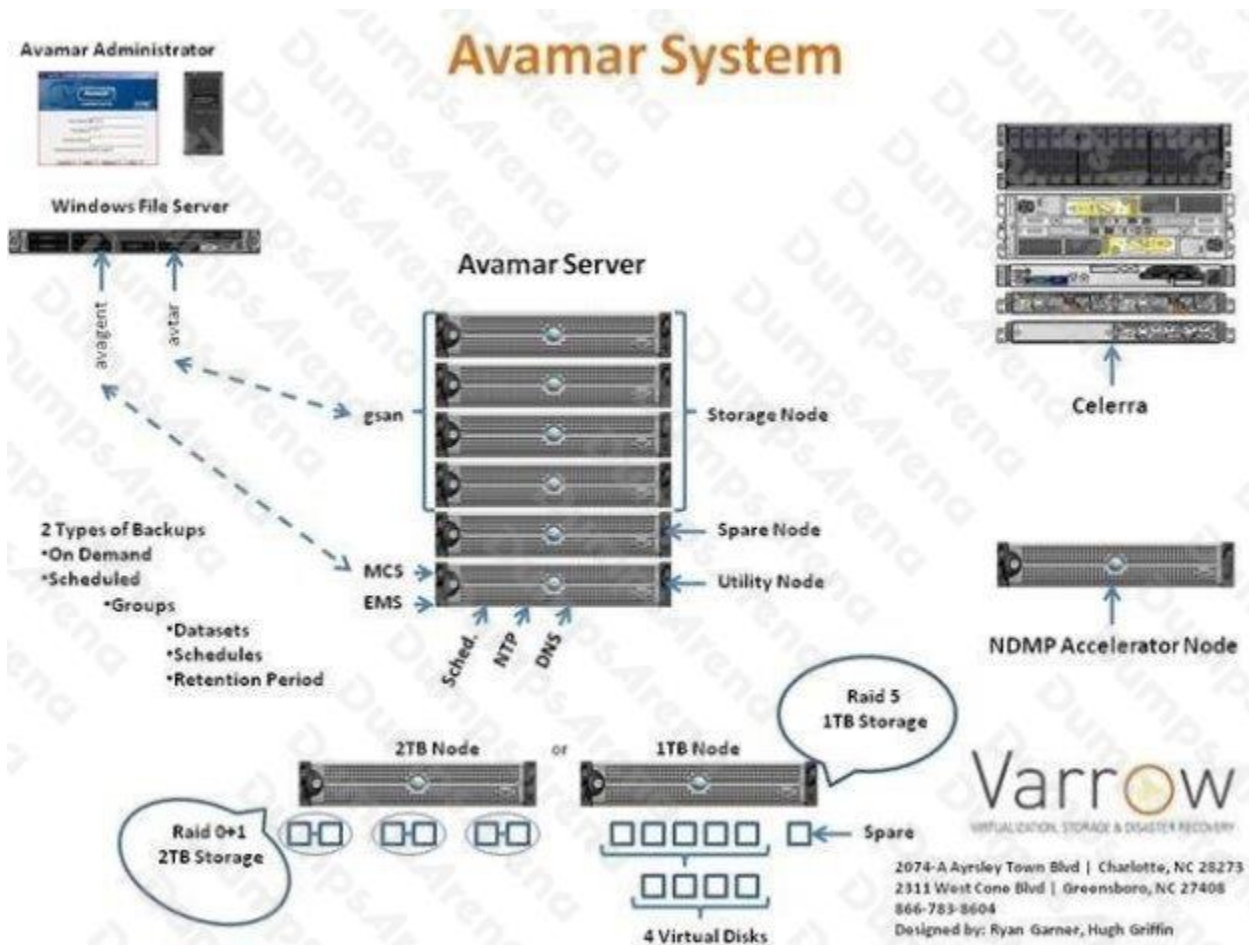 Avamar System
Avamar Administrator
Windows File Server
avagent
avtar
Avamar Server
gsan
Storage Node
Spare Node
MCS
EMS
Utility Node
Sched.
NTP
DNS
Celerra
NDMP Accelerator Node
2 Types of Backups
•On Demand
•Scheduled
•Groups
•Datasets
•Schedules
•Retention Period
2TB Node
or
1TB Node
Raid 5
1TB Storage
Raid 0+1
2TB Storage
Spare
4 Virtual Disks
Varrow
VIRTUALIZATION, STORAGE & DISASTER RECOVERY
2074-A Ayrsley Town Blvd | Charlotte, NC 28273
2311 West Cone Blvd | Greensboro, NC 27408
866-783-8604
Designed by: Ryan Garner, Hugh Griffin
DumpsArena